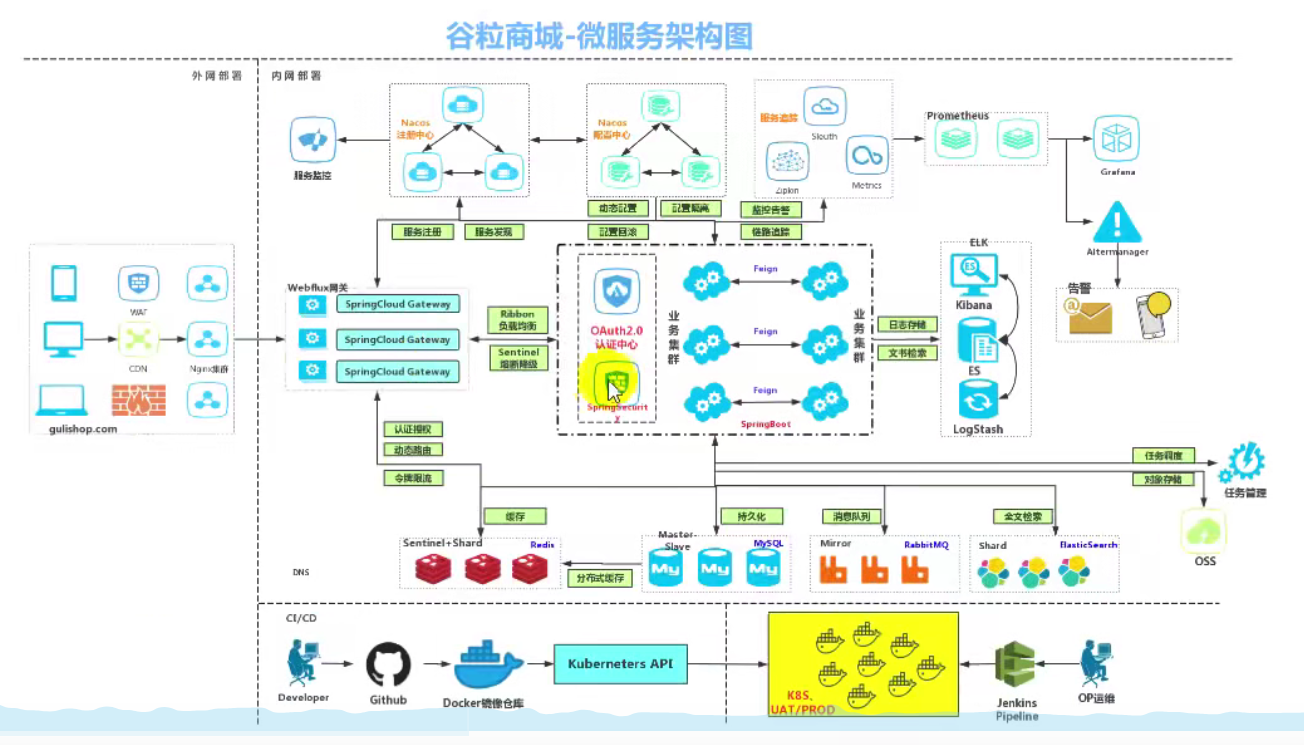 谷粒商城-微服务架构图
外网部署
内网部署
Nacos
注册中心
Nacos
配置中心
服务追踪
Sleuth
Zipkin
Metrics
Prometheus
Grafana
服务监控
Altermanager
告警
服务注册
服务发现
动态配置
配置隔离
配置回滚
监控告警
链路追踪
WAF
CDN
Nginx集群
gulishop.com
Webflux网关
SpringCloud Gateway
SpringCloud Gateway
SpringCloud Gateway
Ribbon
负载均衡
Sentinel
熔断降级
OAuth2.0
认证中心
SpringSecurit
y
业务集群
Feign
Feign
Feign
业务集群
SpringBoot
日志存储
文书检索
ELK
Kibana
ES
ES
LogStash
认证授权
动态路由
令牌限流
任务调度
对象存储
任务管理
OSS
缓存
持久化
消息队列
全文检索
Sentinel+Shard
Redis
分布式缓存
Master-
Slave
MySQL
My
My
My
Mirror
RabbitMQ
Shard
ElasticSearch
DNS
CI/CD
Developer
Github
Docker镜像仓库
Kuberneters API
K8S,
UAT/PROD
Jenkins
Pipeline
OP运维